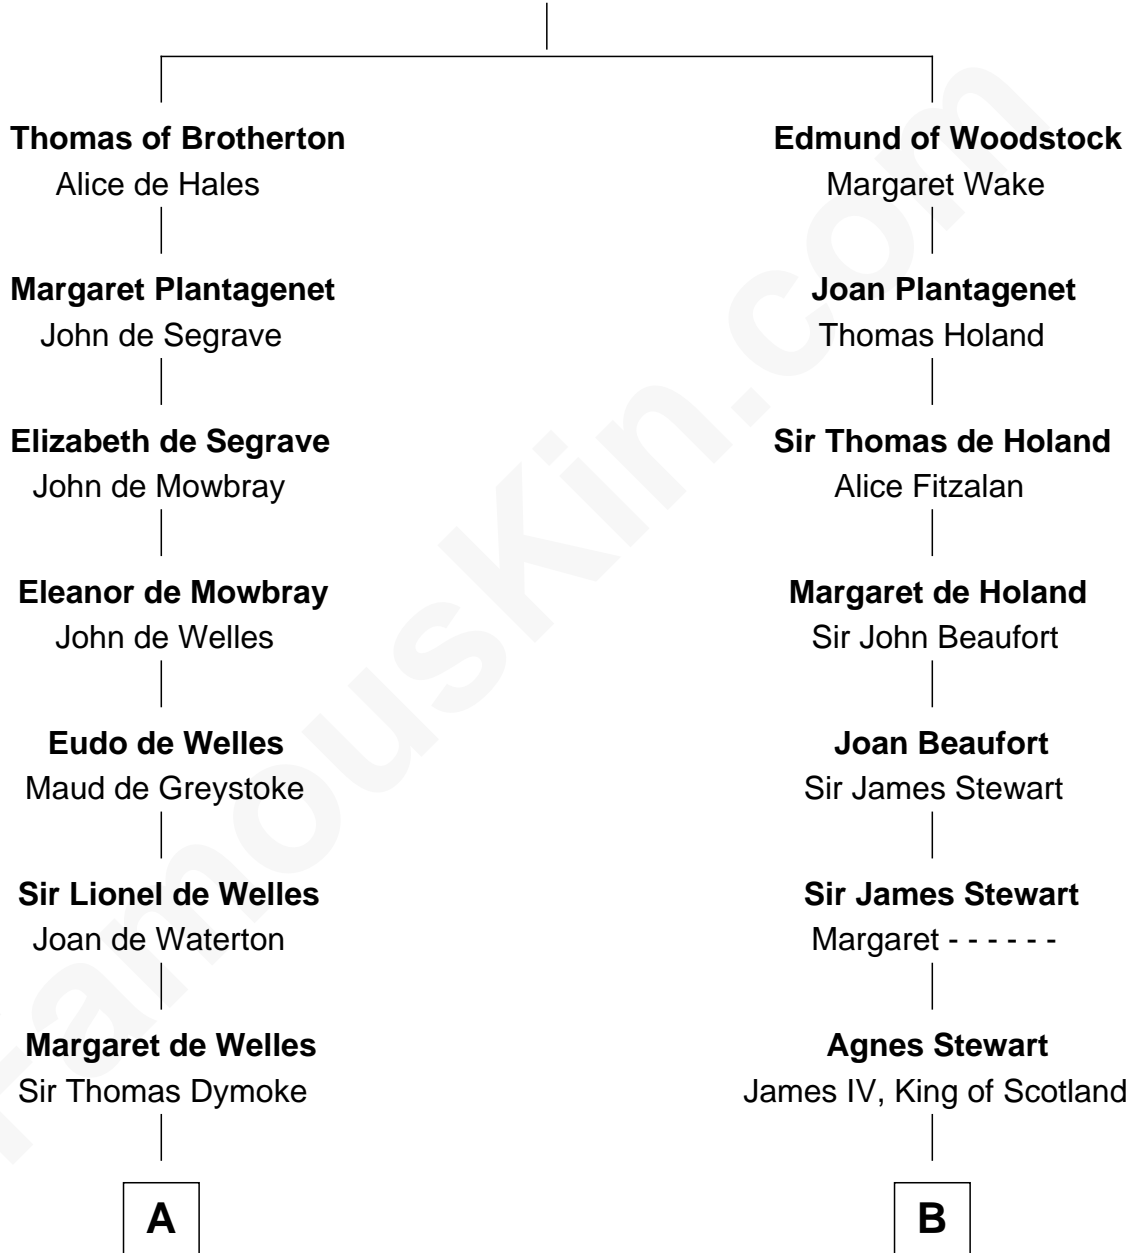 Thomas of Brotherton
Alice de Hales
Margaret Plantagenet
John de Segrave
Elizabeth de Segrave
John de Mowbray
Eleanor de Mowbray
John de Welles
Eudo de Welles
Maud de Greystoke
Sir Lionel de Welles
Joan de Waterton
Margaret de Welles
Sir Thomas Dymoke
A
Edmund of Woodstock
Margaret Wake
Joan Plantagenet
Thomas Holand
Sir Thomas de Holand
Alice Fitzalan
Margaret de Holand
Sir John Beaufort
Joan Beaufort
Sir James Stewart
Sir James Stewart
Margaret - - - - - -
Agnes Stewart
James IV, King of Scotland
B
FamousKin.com